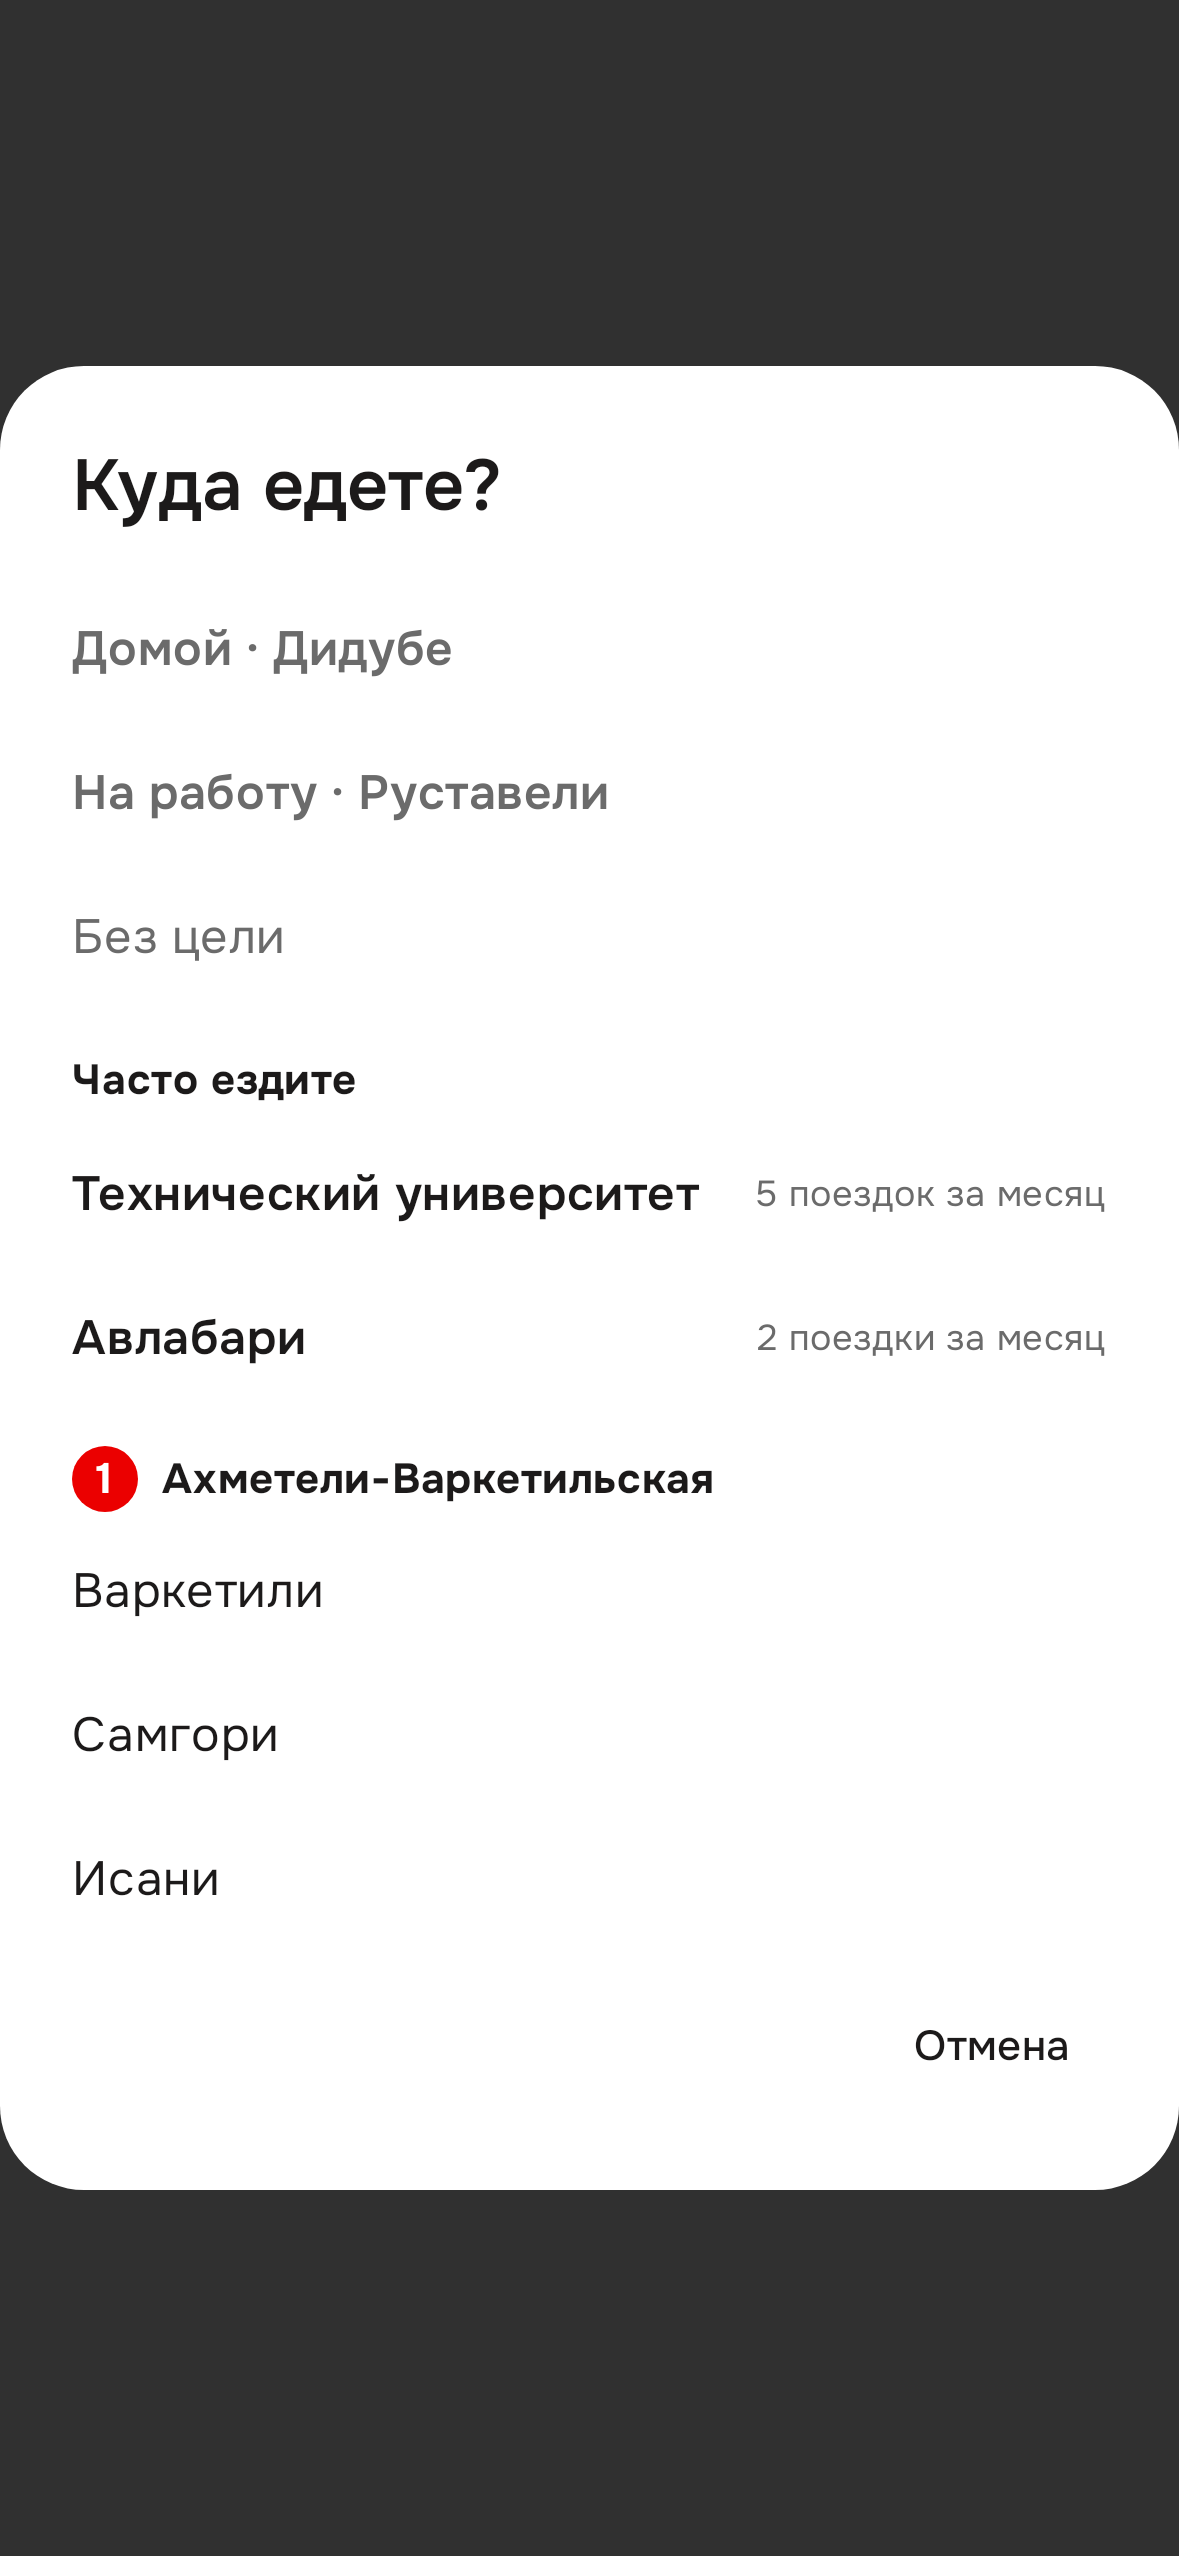 Куда едете?
Домой · Дидубе
На работу · Руставели
Без цели
Часто ездите
Технический университет 5 поездок за месяц
Авлабари 2 поездки за месяц
1 Ахметели-Варкетильская
Варкетили
Самгори
Исани
Отмена